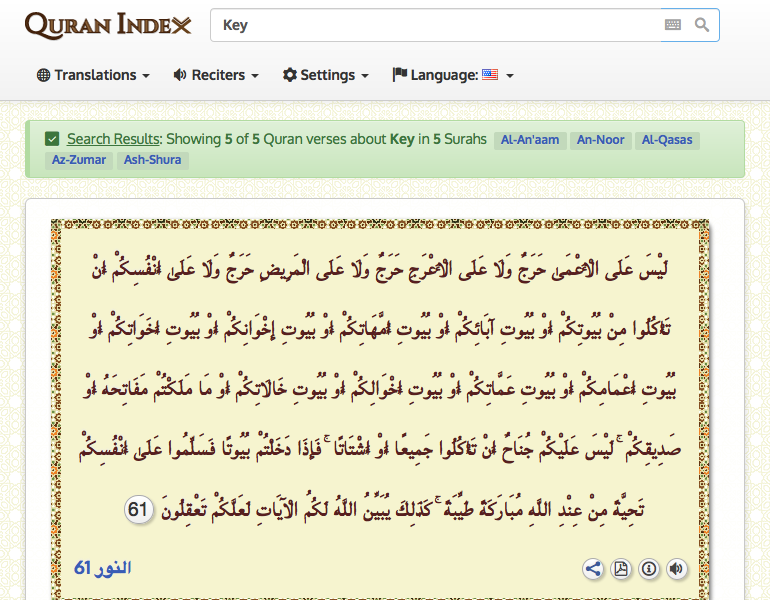 QURAN INDEX
Key
Translations
Reciters
Settings
Language:
Search Results: Showing 5 of 5 Quran verses about Key in 5 Surahs Al-An'aam An-Noor Al-Qasas
Az-Zumar Ash-Shura
لَيْسَ عَلَى الْأَعْمَىٰ حَرَجٌ وَلَا عَلَى الْأَعْرَجِ حَرَجٌ وَلَا عَلَى الْمَرِيضِ حَرَجٌ وَلَا عَلَىٰ أَنْفُسِكُمْ أَنْ
تَأْكُلُوا مِنْ بُيُوتِكُمْ أَوْ بُيُوتِ آبَائِكُمْ أَوْ بُيُوتِ أُمَّهَاتِكُمْ أَوْ بُيُوتِ إِخْوَانِكُمْ أَوْ بُيُوتِ أَخَوَاتِكُمْ أَوْ
بُيُوتِ أَعْمَامِكُمْ أَوْ بُيُوتِ عَمَّاتِكُمْ أَوْ بُيُوتِ أَخْوَالِكُمْ أَوْ بُيُوتِ خَالَاتِكُمْ أَوْ مَا مَلَكْتُمْ مَفَاتِحَهُ أَوْ
صَدِيقِكُمْ ۚ لَيْسَ عَلَيْكُمْ جُنَاحٌ أَنْ تَأْكُلُوا جَمِيعًا أَوْ أَشْتَاتًا ۚ فَإِذَا دَخَلْتُمْ بُيُوتًا فَسَلِّمُوا عَلَىٰ أَنْفُسِكُمْ
تَحِيَّةً مِنْ عِنْدِ اللَّهِ مُبَارَكَةً طَيِّبَةً ۚ كَذَٰلِكَ يُبَيِّنُ اللَّهُ لَكُمُ الْآيَاتِ لَعَلَّكُمْ تَعْقِلُونَ 61
النور 61